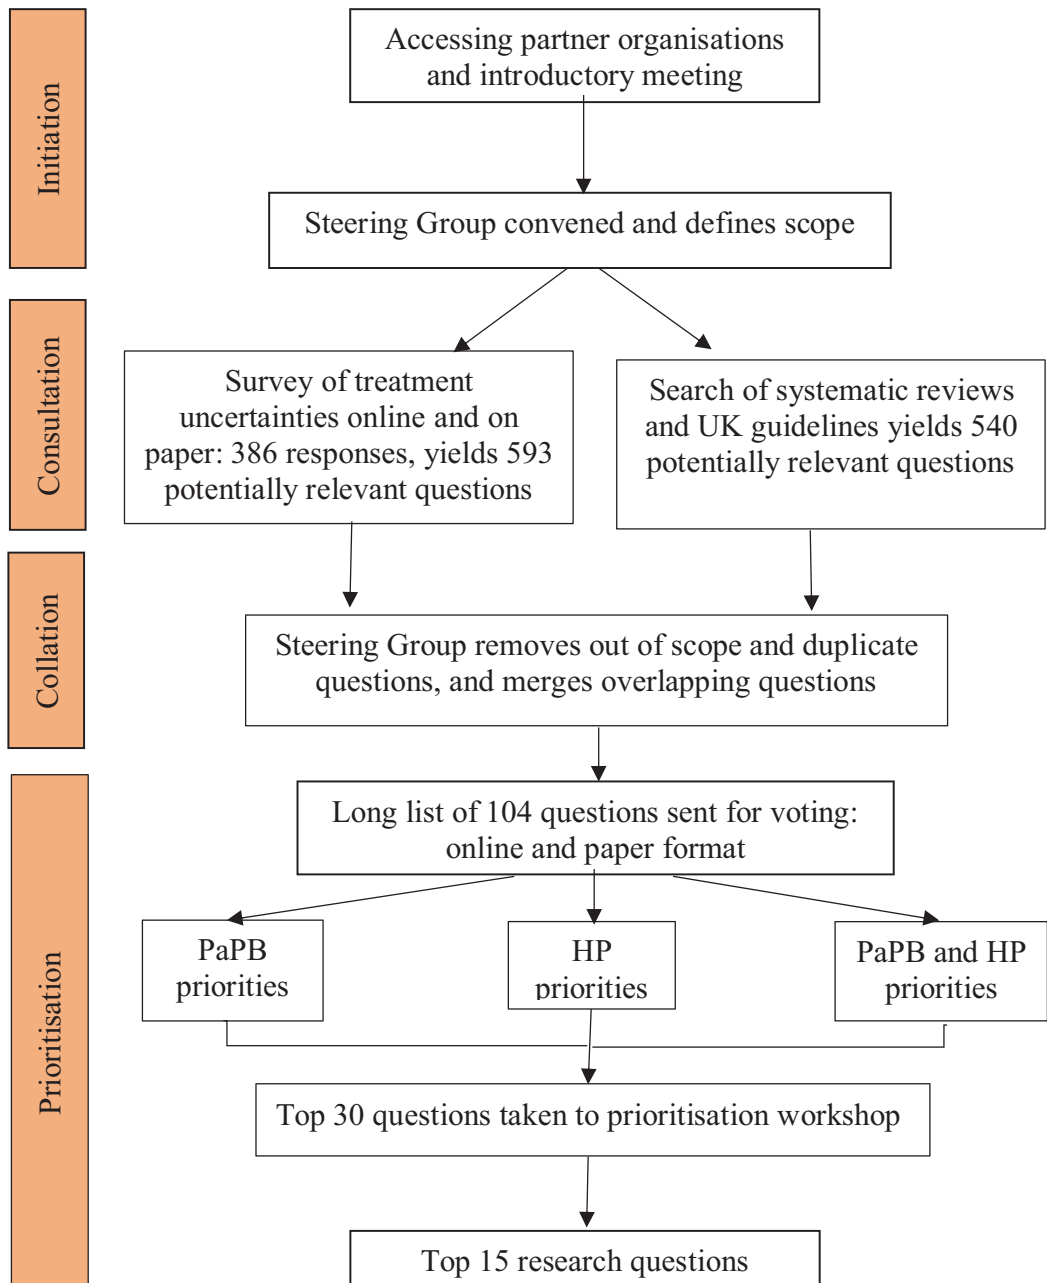 Initiation
Accessing partner organisations
and introductory meeting
Steering Group convened and defines scope
Consultation
Survey of treatment
uncertainties online and on
paper: 386 responses, yields 593
potentially relevant questions
Search of systematic reviews
and UK guidelines yields 540
potentially relevant questions
Collation
Steering Group removes out of scope and duplicate
questions, and merges overlapping questions
Prioritisation
Long list of 104 questions sent for voting:
online and paper format
PaPB
priorities
HP
priorities
PaPB and HP
priorities
Top 30 questions taken to prioritisation workshop
Top 15 research questions